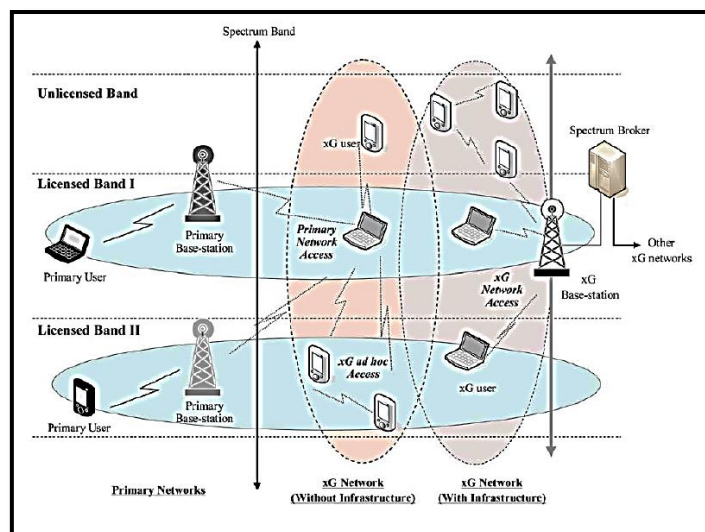 Spectrum Band
Unlicensed Band
Spectrum Broker
xG user
Licensed Band I
Primary
Base-station
Primary
Network
Access
Primary User
Other
xG networks
xG
Network
Access
xG
Base-station
Licensed Band II
xG ad hoc
Access
xG user
Primary
Base-station
Primary User
Primary Networks
xG Network
(Without Infrastructure)
xG Network
(With Infrastructure)